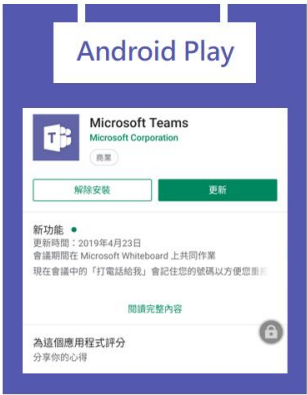 Android Play
Microsoft Teams
Microsoft Corporation
商業
解除安裝
更新
新功能
更新時間：2019年4月23日
會議期間在 Microsoft Whiteboard 上共同作業
現在會議中的「打電話給我」會記住您的號碼以方便您重
閱讀完整內容
為這個應用程式評分
分享你的心得